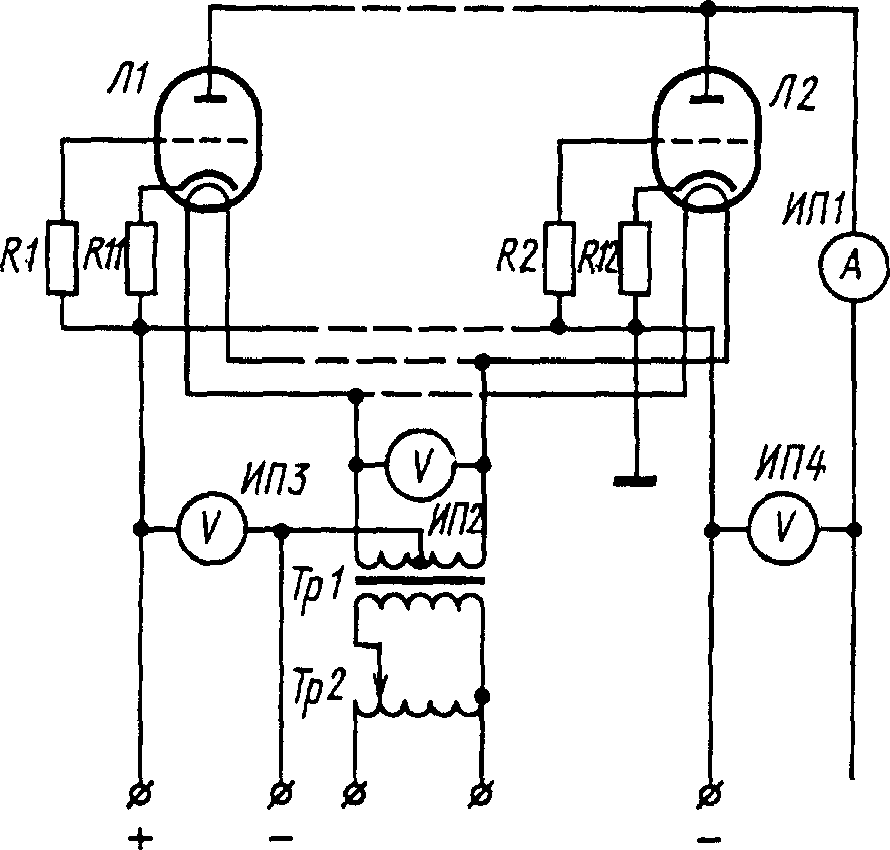 Л1
Л2
ИП1
R1
R11
R2
R12
A
ИП3
V
ИП4
V
ИП2
V
Тр1
Тр2
+
−
−